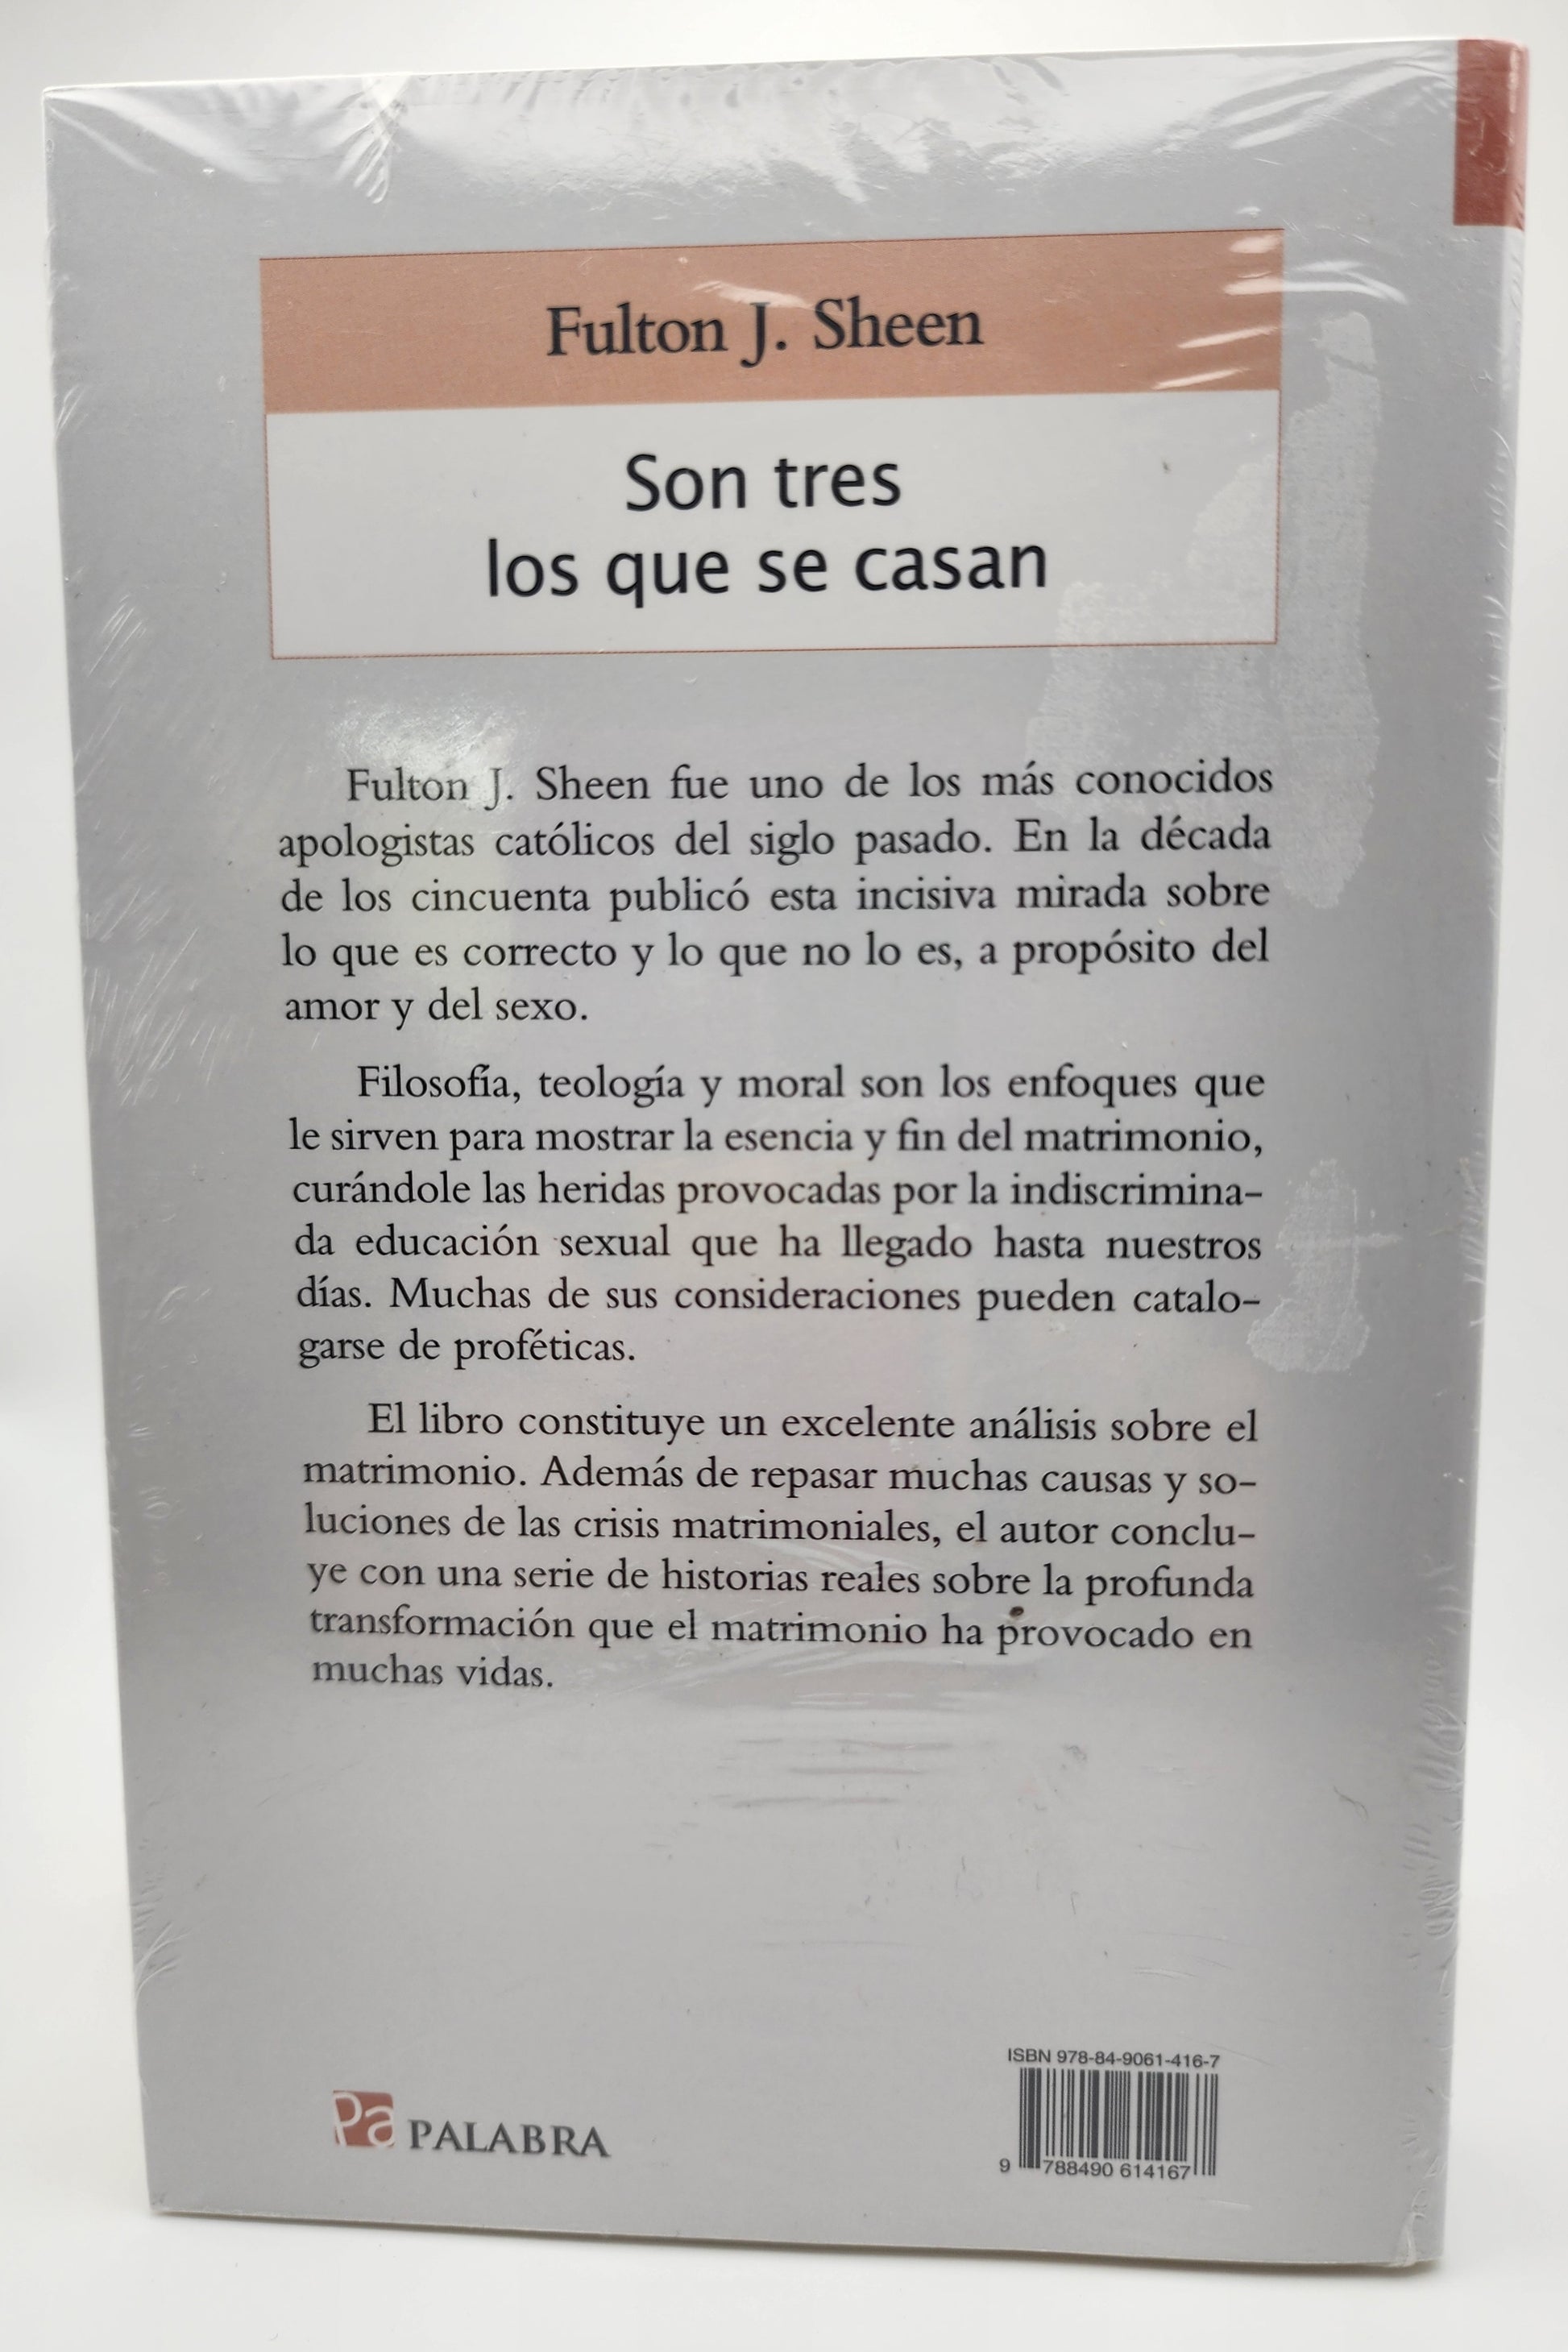 Fulton J. Sheen
Son tres
los que se casan
Fulton J. Sheen fue uno de los más conocidos
apologistas católicos del siglo pasado. En la década
de los cincuenta publicó esta incisiva mirada sobre
lo que es correcto y lo que no lo es, a propósito del
amor y del sexo.
Filosofía, teología y moral son los enfoques que
le sirven para mostrar la esencia y fin del matrimonio,
curándole las heridas provocadas por la indiscrimina-
da educación sexual que ha llegado hasta nuestros
días. Muchas de sus consideraciones pueden catalo-
garse de proféticas.
El libro constituye un excelente análisis sobre el
matrimonio. Además de repasar muchas causas y so-
luciones de las crisis matrimoniales, el autor conclu-
ye con una serie de historias reales sobre la profunda
transformación que el matrimonio ha provocado en
muchas vidas.
Pa PALABRA
ISBN 978-84-9061-416-7
9 788490 614167